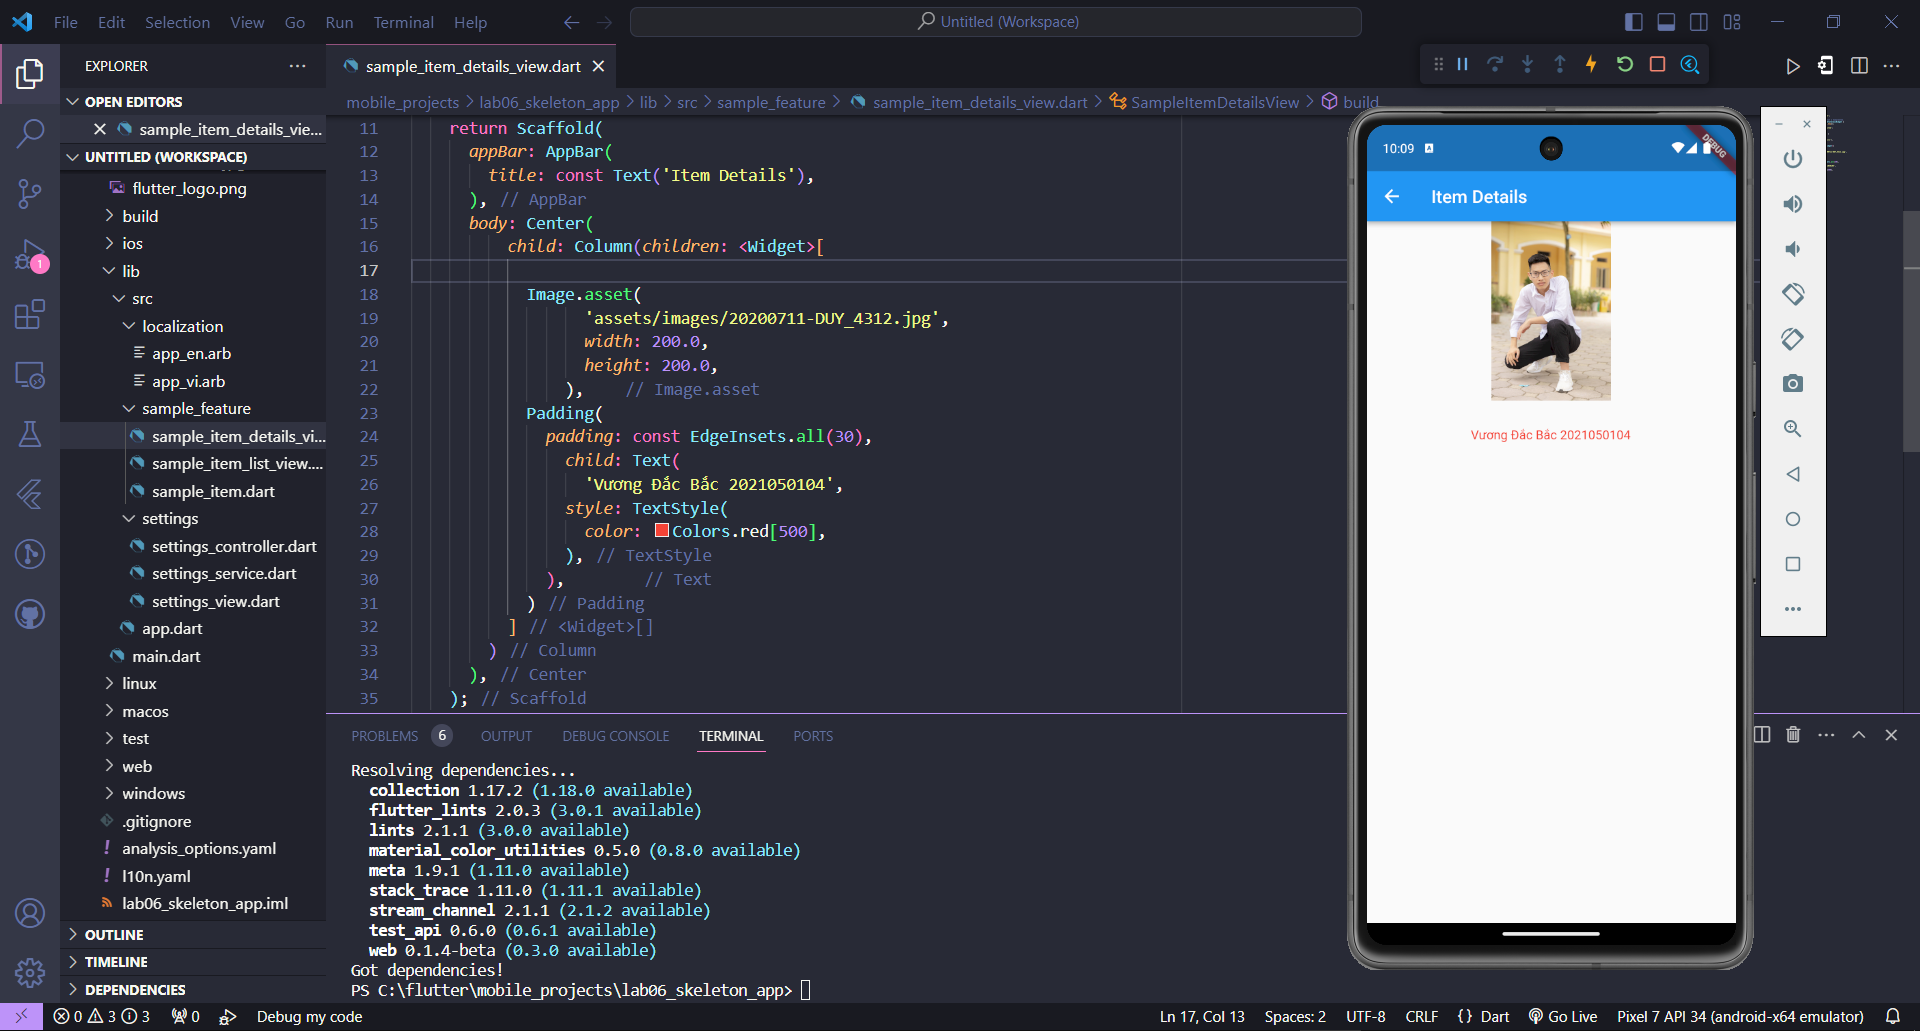 File Edit Selection View Go Run Terminal Help
Untitled (Workspace)
EXPLORER
OPEN EDITORS
sample_item_details_vie...
UNTITLED (WORKSPACE)
flutter_logo.png
build
ios
lib
src
localization
app_en.arb
app_vi.arb
sample_feature
sample_item_details_vi...
sample_item_list_view....
sample_item.dart
settings
settings_controller.dart
settings_service.dart
settings_view.dart
app.dart
main.dart
linux
macos
test
web
windows
.gitignore
analysis_options.yaml
l10n.yaml
lab06_skeleton_app.iml
OUTLINE
TIMELINE
DEPENDENCIES
1
sample_item_details_view.dart
mobile_projects > lab06_skeleton_app > lib > src > sample_feature > sample_item_details_view.dart > SampleItemDetailsView > build
11 return Scaffold(
12 appBar: AppBar(
13 title: const Text('Item Details'),
14 ), // AppBar
15 body: Center(
16 child: Column(children: <Widget>[
17
18 Image.asset(
19 'assets/images/20200711-DUY_4312.jpg',
20 width: 200.0,
21 height: 200.0,
22 ), // Image.asset
23 Padding(
24 padding: const EdgeInsets.all(30),
25 child: Text(
26 'Vương Đắc Bắc 2021050104',
27 style: TextStyle(
28 color: Colors.red[500],
29 ), // TextStyle
30 ), // Text
31 ) // Padding
32 ] // <Widget>[]
33 ) // Column
34 ), // Center
35 ); // Scaffold
10:09
DEBUG
Item Details
Vương Đắc Bắc 2021050104
PROBLEMS 6 OUTPUT DEBUG CONSOLE TERMINAL PORTS
Resolving dependencies...
collection 1.17.2 (1.18.0 available)
flutter_lints 2.0.3 (3.0.1 available)
lints 2.1.1 (3.0.0 available)
material_color_utilities 0.5.0 (0.8.0 available)
meta 1.9.1 (1.11.0 available)
stack_trace 1.11.0 (1.11.1 available)
stream_channel 2.1.1 (2.1.2 available)
test_api 0.6.0 (0.6.1 available)
web 0.1.4-beta (0.3.0 available)
Got dependencies!
PS C:\flutter\mobile_projects\lab06_skeleton_app>
0 3 3 0 Debug my code Ln 17, Col 13 Spaces: 2 UTF-8 CRLF {} Dart Go Live Pixel 7 API 34 (android-x64 emulator)